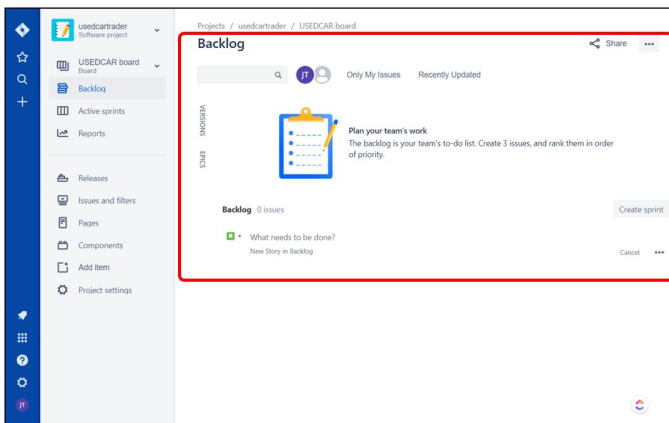 usedcartrader
Software project
USEDCAR board
Board
Backlog
Active sprints
Reports
Releases
Issues and filters
Pages
Components
Add item
Project settings
JT
Projects / usedcartrader / USEDCAR board
Backlog
Share
JT
Only My Issues
Recently Updated
VERSIONS
EPICS
Plan your team's work
The backlog is your team's to-do list. Create 3 issues, and rank them in order
of priority.
Backlog 0 issues
Create sprint
What needs to be done?
New Story in Backlog
Cancel